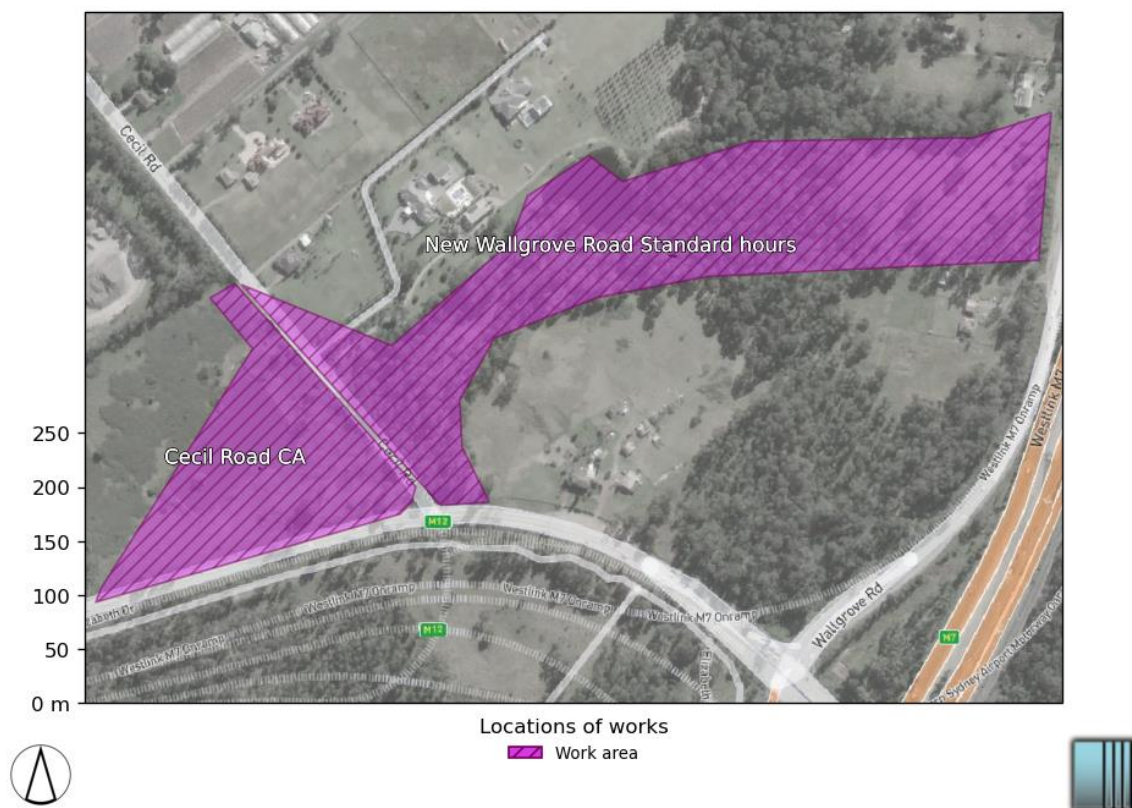 Cecil Rd
New Wallgrove Road Standard hours
Cecil Road CA
Westlink M7 Onramp
Westlink M7
250
200
150
100
50
0 m
M12
Westlink M7 Onramp
Westlink M7 Onramp
Westlink M7 Onramp
Westlink M7 Onramp
M12
Wallgrove Rd
M7
Locations of works
Work area